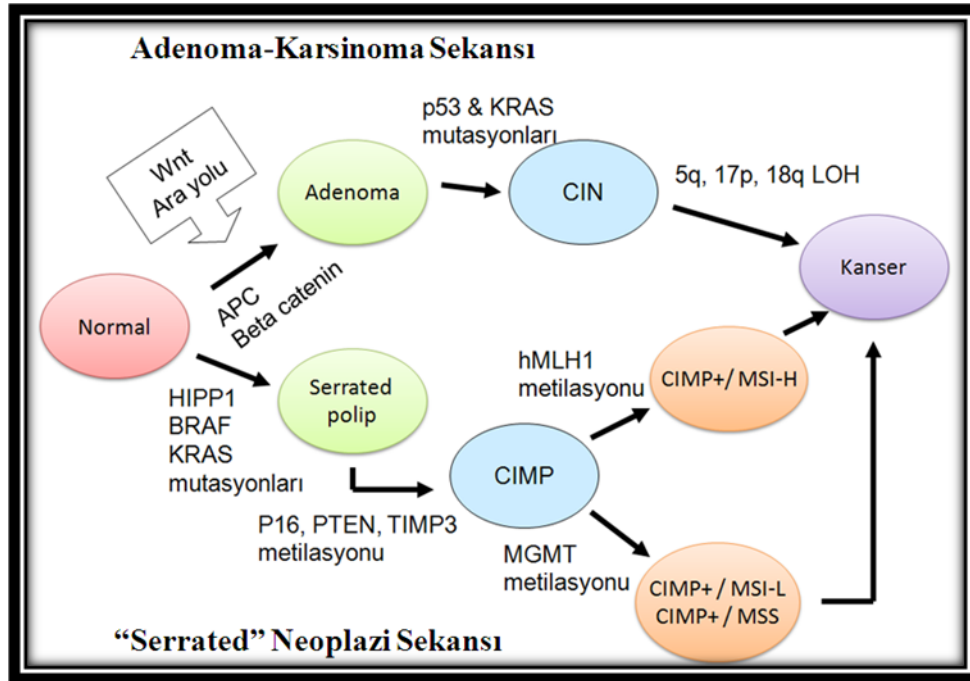 Adenoma-Karsinoma Sekansı
p53 & KRAS
mutasyonları
Wnt
Ara yolu
Adenoma
CIN
5q, 17p, 18q LOH
Kanser
Normal
APC
Beta catenin
HIPP1
BRAF
KRAS
mutasyonları
Serrated
polip
hMLH1
metilasyonu
CIMP+/ MSI-H
CIMP
P16, PTEN, TIMP3
metilasyonu
MGMT
metilasyonu
CIMP+ / MSI-L
CIMP+ / MSS
“Serrated” Neoplazi Sekansı